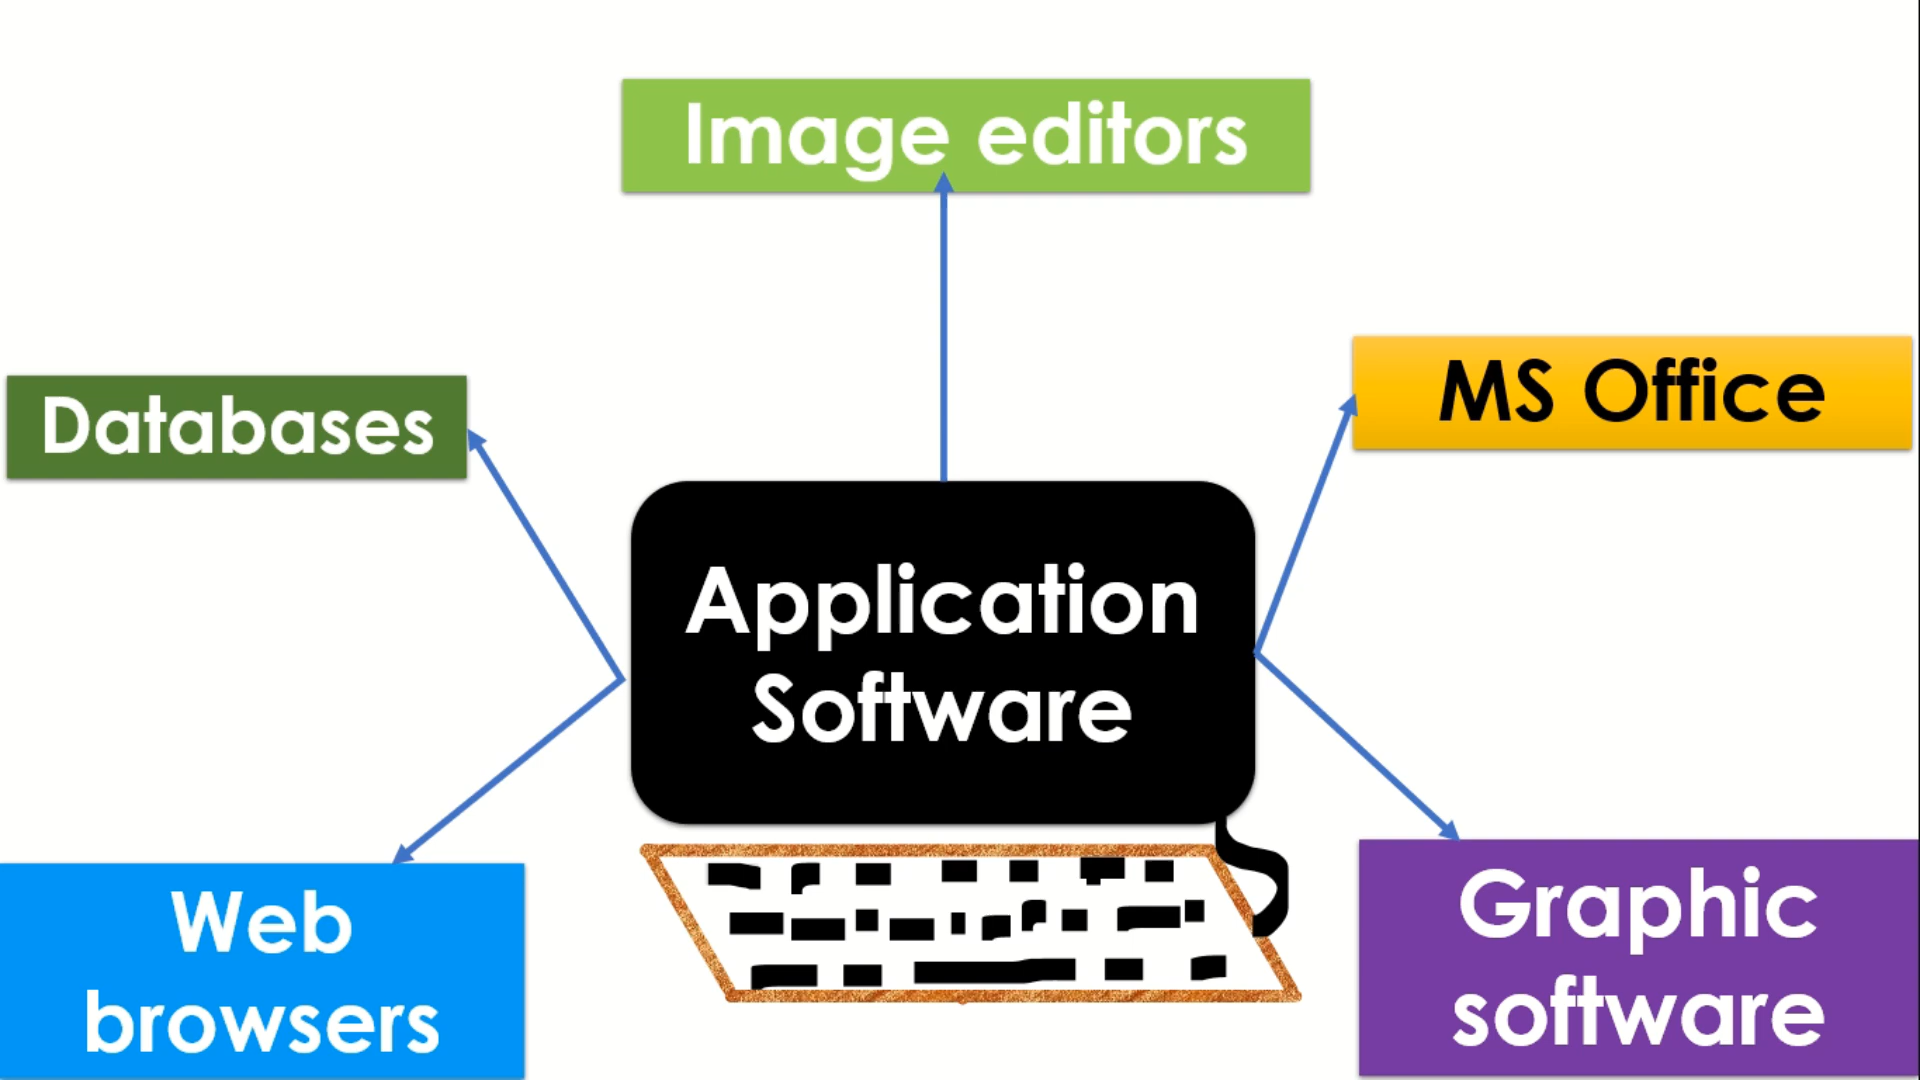 Image editors
MS Office
Databases
Application
Software
Web
browsers
Graphic
software